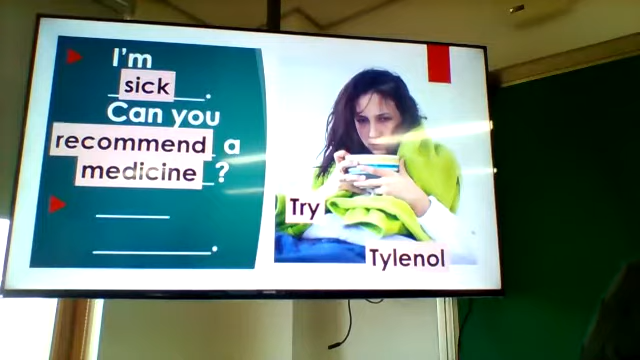 I'm
sick.
Can you
recommend a
medicine?
Try
Tylenol
.